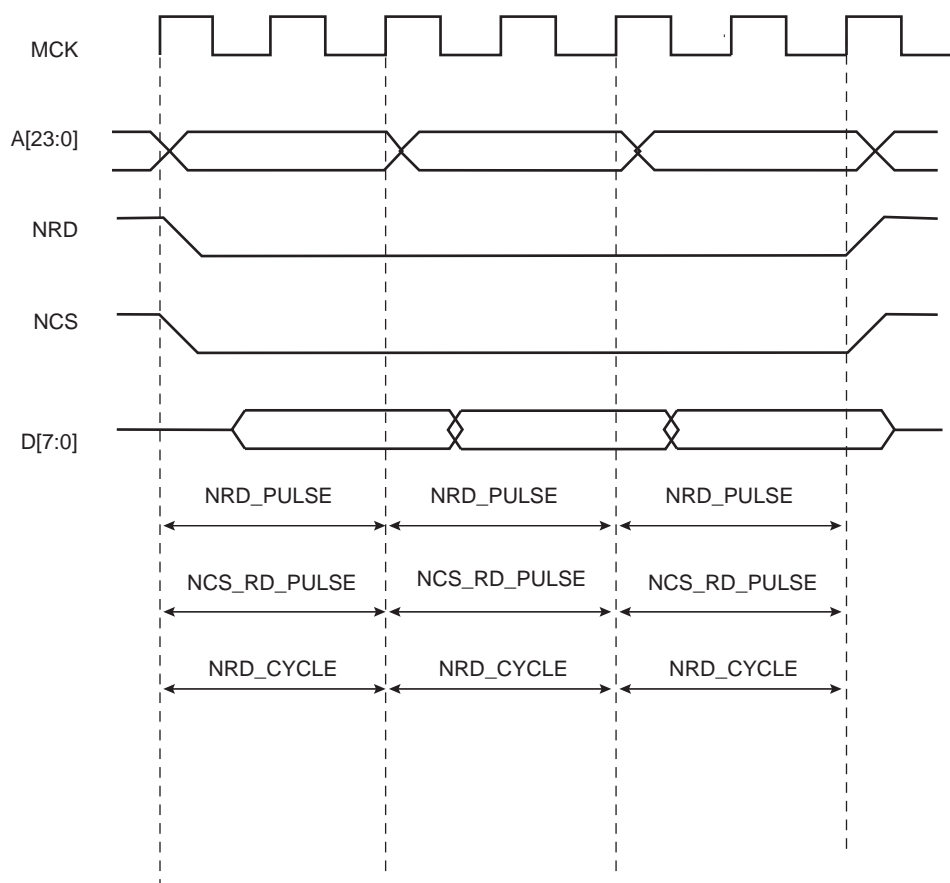 MCK
A[23:0]
NRD
NCS
D[7:0]
NRD_PULSE NRD_PULSE NRD_PULSE
NCS_RD_PULSE NCS_RD_PULSE NCS_RD_PULSE
NRD_CYCLE NRD_CYCLE NRD_CYCLE